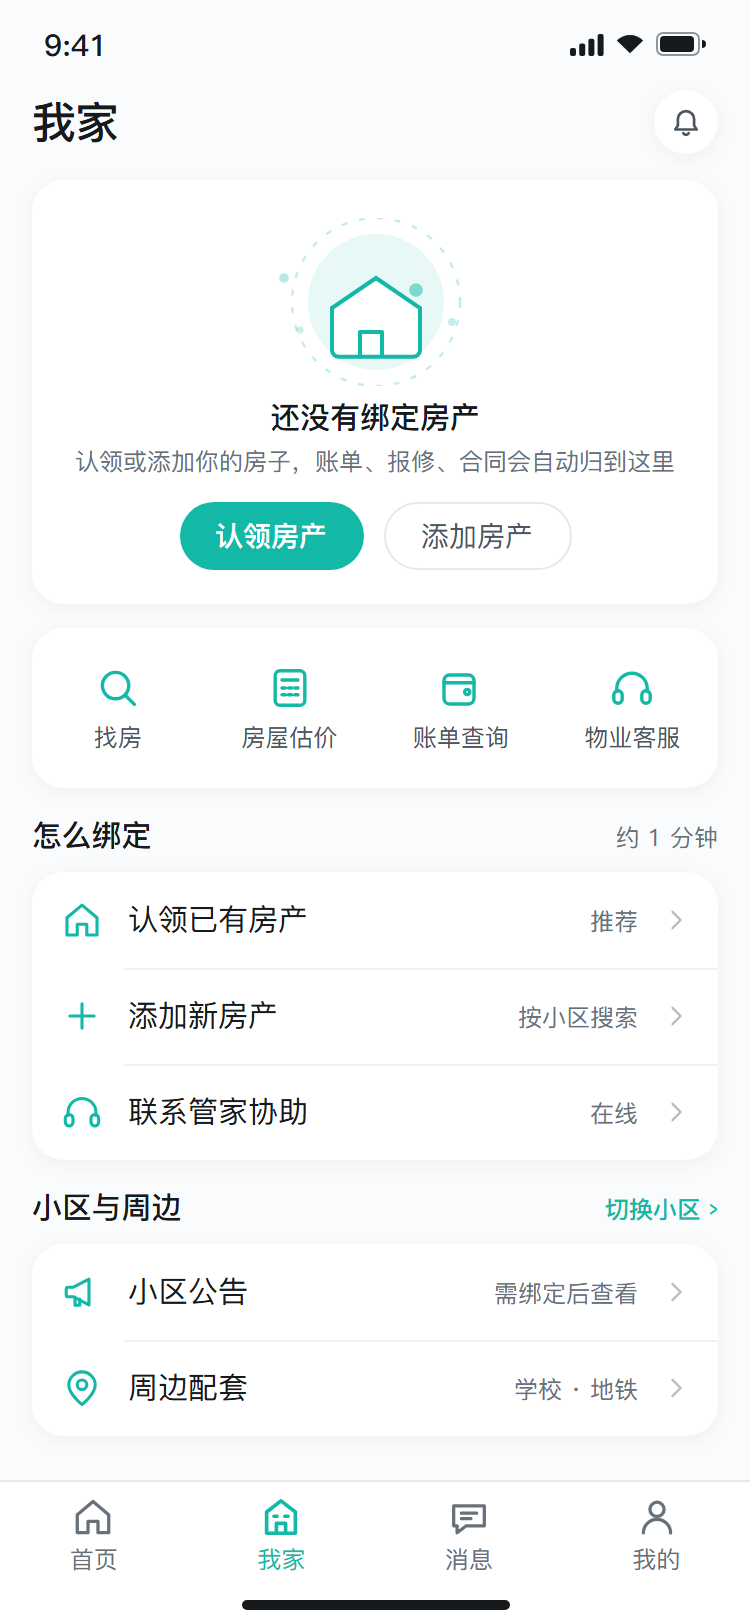 9:41
我家
还没有绑定房产
认领或添加你的房子，账单、报修、合同会自动归到这里
认领房产 添加房产
找房 房屋估价 账单查询 物业客服
怎么绑定 约 1 分钟
认领已有房产 推荐
添加新房产 按小区搜索
联系管家协助 在线
小区与周边 切换小区
小区公告 需绑定后查看
周边配套 学校 · 地铁
首页 我家 消息 我的